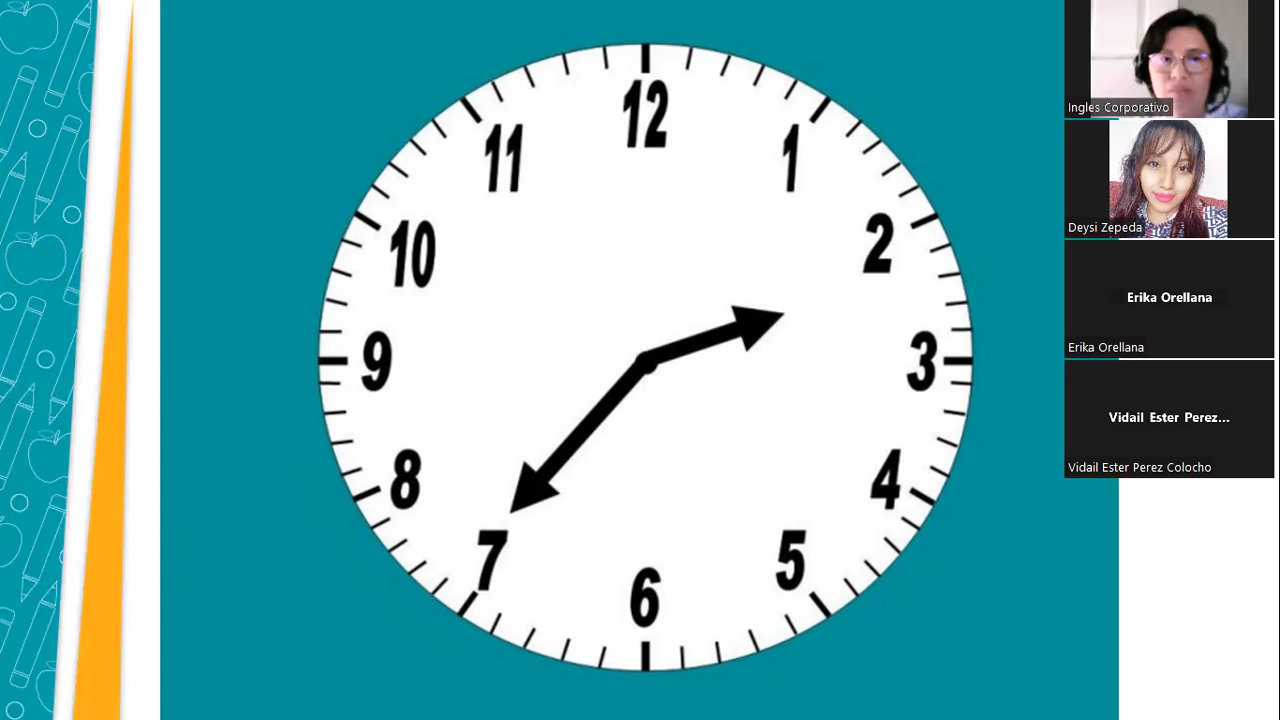 12
11
1
10
2
9
3
8
4
7
5
6
Ingles Corporativo
Deysi Zepeda
Erika Orellana
Erika Orellana
Vidail Ester Perez...
Vidail Ester Perez Colocho